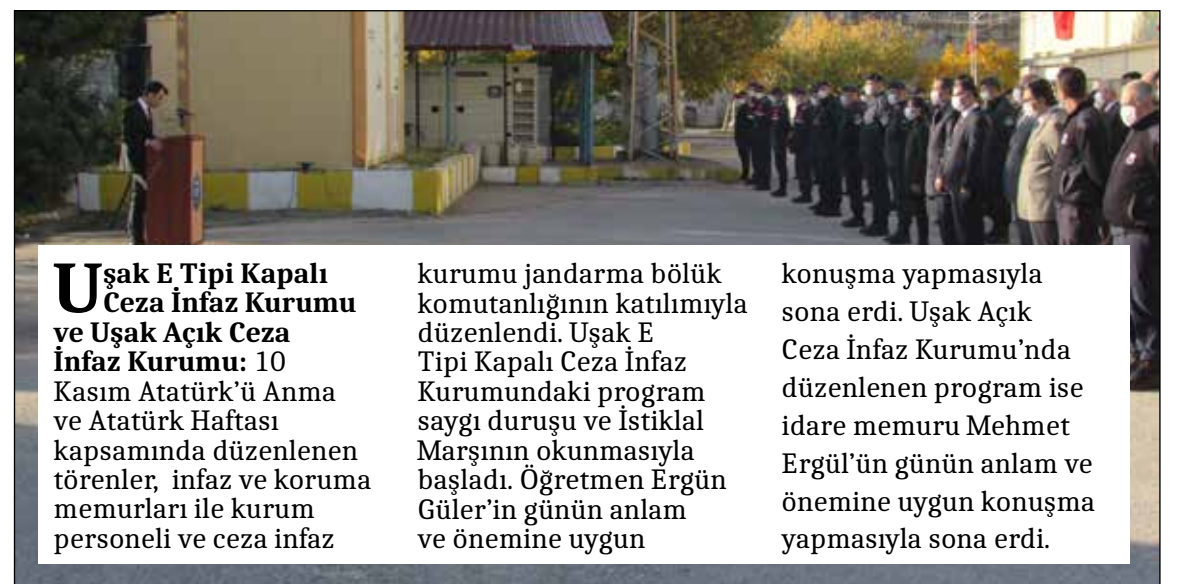 Uşak E Tipi Kapalı
Ceza İnfaz Kurumu
ve Uşak Açık Ceza
İnfaz Kurumu: 10
Kasım Atatürk’ü Anma
ve Atatürk Haftası
kapsamında düzenlenen
törenler,  infaz ve koruma
memurları ile kurum
personeli ve ceza infaz
kurumu jandarma bölük
komutanlığının katılımıyla
düzenlendi. Uşak E
Tipi Kapalı Ceza İnfaz
Kurumundaki program
saygı duruşu ve İstiklal
Marşının okunmasıyla
başladı. Öğretmen Ergün
Güler’in günün anlam
ve önemine uygun
konuşma yapmasıyla
sona erdi. Uşak Açık
Ceza İnfaz Kurumu’nda
düzenlenen program ise
idare memuru Mehmet
Ergül’ün günün anlam ve
önemine uygun konuşma
yapmasıyla sona erdi.